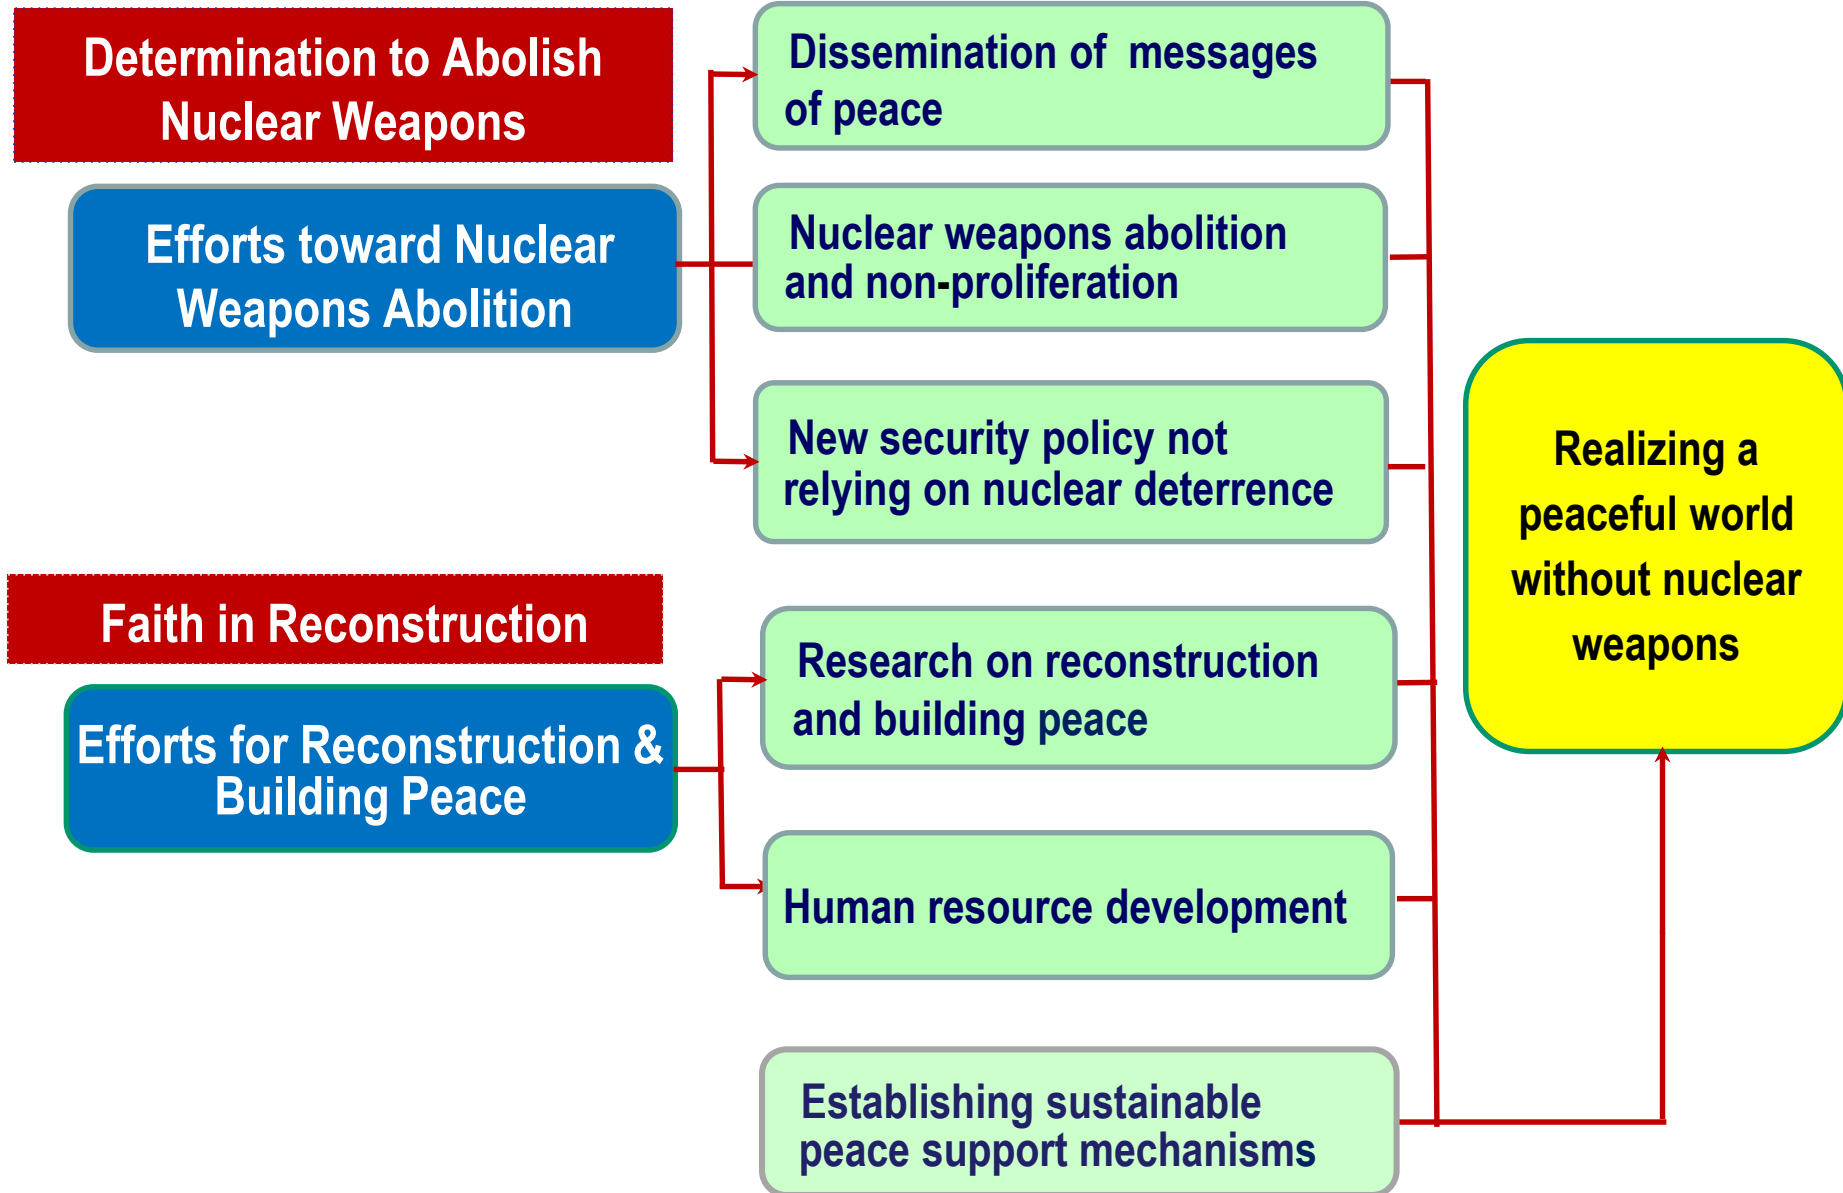 Determination to Abolish
Nuclear Weapons
Efforts toward Nuclear
Weapons Abolition
Dissemination of messages
of peace
Nuclear weapons abolition
and non-proliferation
New security policy not
relying on nuclear deterrence
Faith in Reconstruction
Efforts for Reconstruction &
Building Peace
Research on reconstruction
and building peace
Human resource development
Establishing sustainable
peace support mechanisms
Realizing a
peaceful world
without nuclear
weapons